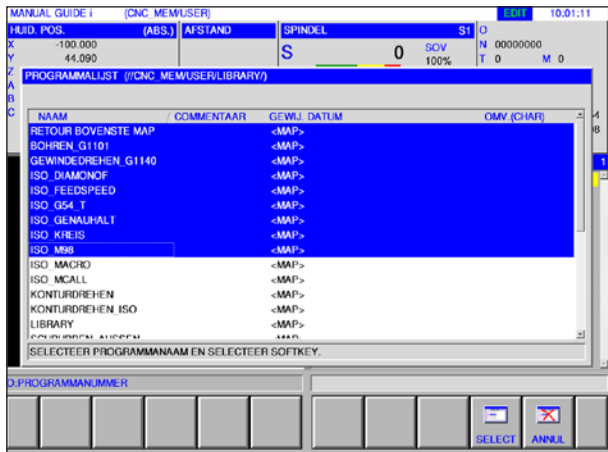 MANUAL GUIDE i (CNC_MEM/USER) EDIT 10:01:11
HUID. POS. (ABS.) AFSTAND SPINDEL S1 O
X -100.000 S 0 SOV N 00000000
Y 44.090 100% T 0 M 0
Z
PROGRAMMALIJST (//CNC_MEM/USER/LIBRARY/)
A
B
C
NAAM / COMMENTAAR GEWIJ. DATUM OMV.(CHAR)
RETOUR BOVENSTE MAP <MAP>
BOHREN_G1101 <MAP>
GEWINDEDREHEN_G1140 <MAP>
ISO_DIAMONOF <MAP>
ISO_FEEDSPEED <MAP>
ISO_G54_T <MAP>
ISO_GENAUHALT <MAP>
ISO_KREIS <MAP>
ISO_M98 <MAP>
ISO_MACRO <MAP>
ISO_MCALL <MAP>
KONTURDREHEN <MAP>
KONTURDREHEN_ISO <MAP>
LIBRARY <MAP>
SELECTEER PROGRAMMANAAM EN SELECTEER SOFTKEY.
O:PROGRAMMANUMMER
SELECT ANNUL